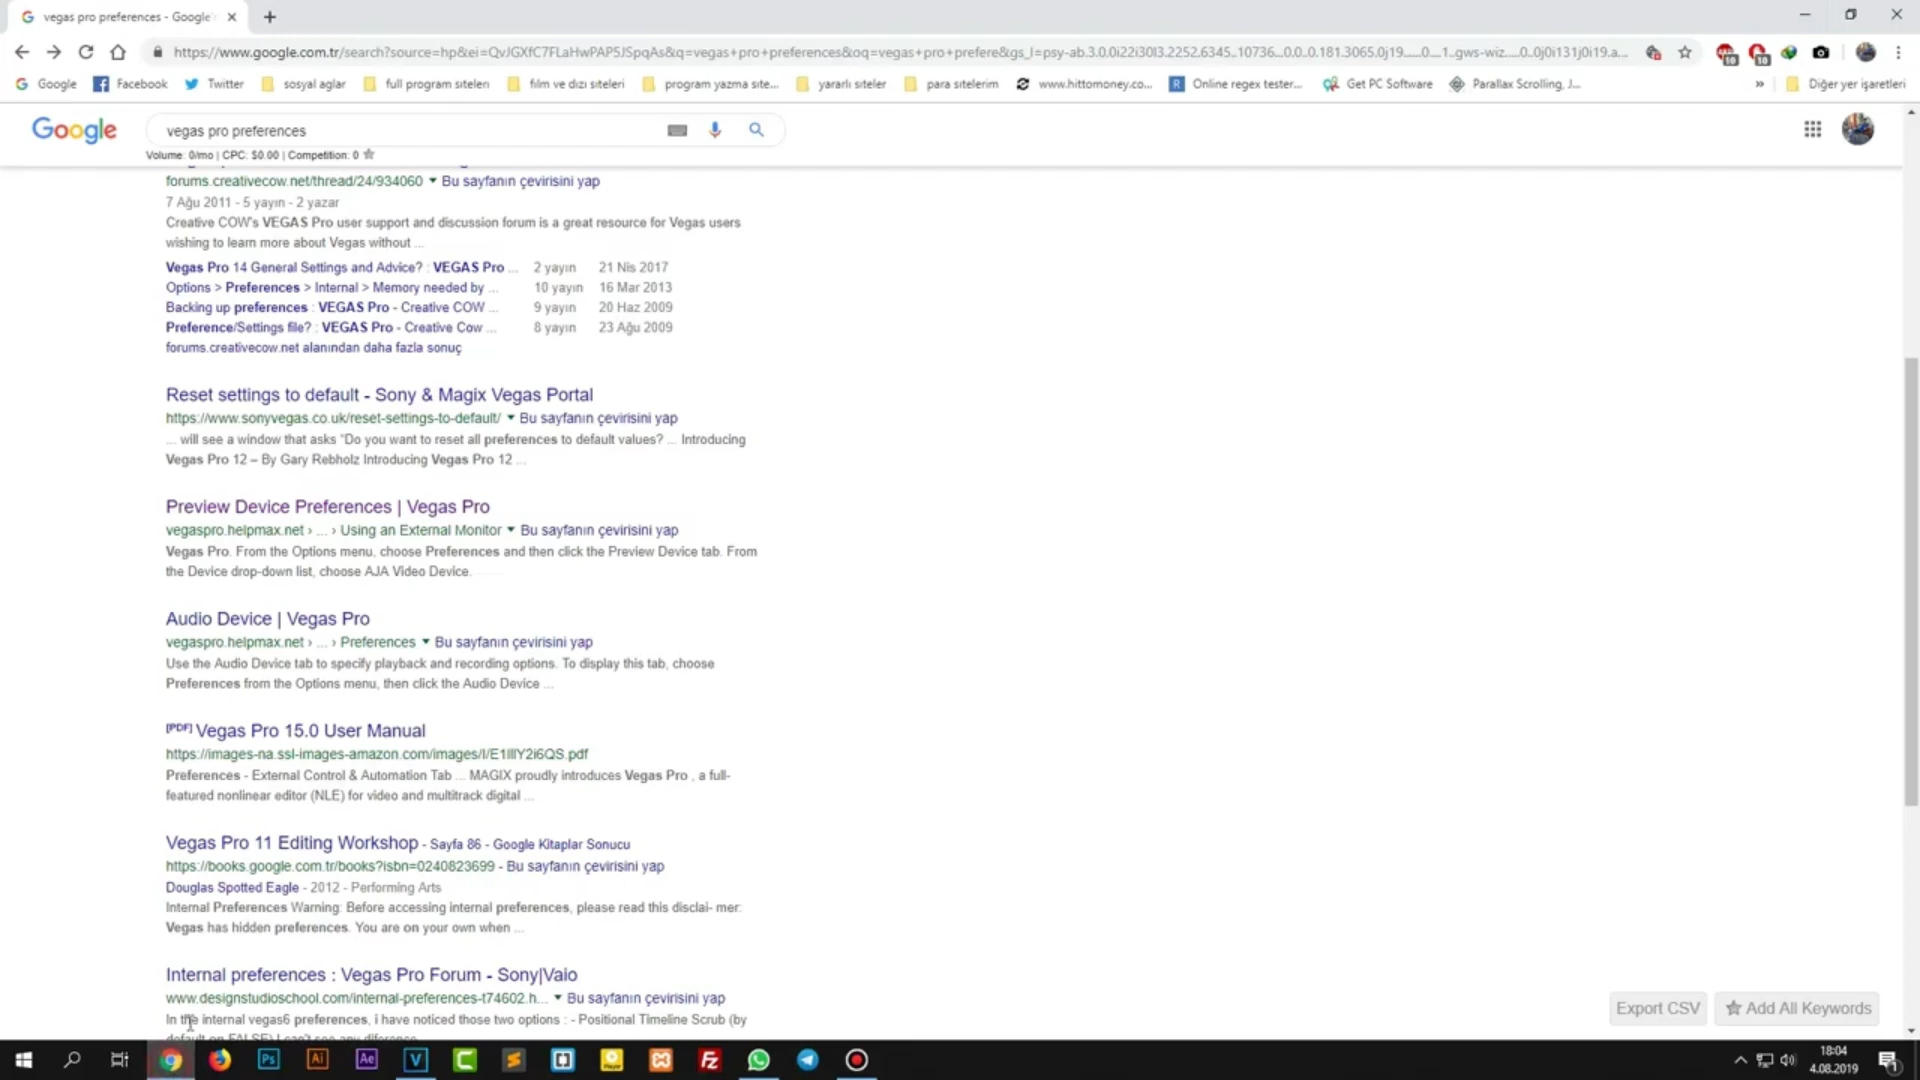 vegas pro preferences - Google'
https://www.google.com.tr/search?source=hp&ei=QvJGXfC7FLaHwPAP5JSpqAs&q=vegas+pro+preferences&oq=vegas+pro+prefere&gs_l=psy-ab.3.0.0i22i30l3.2252.6345..10736...0.0..0.181.3065.0j19......0....1..gws-wiz.....0..0j0i131j0i19.a...
Google Facebook Twitter sosyal aglar full program sitelen film ve dizi siteleri program yazma site... yararlı siteler para sitelerim www.hittomoney.co... Online regex tester... Get PC Software Parallax Scrolling, J... » Diğer yer işaretleri
Google vegas pro preferences
Volume: 0/mo | CPC: $0.00 | Competition: 0
forums.creativecow.net/thread/24/934060 Bu sayfanın çevirisini yap
7 Ağu 2011 - 5 yayın - 2 yazar
Creative COW's VEGAS Pro user support and discussion forum is a great resource for Vegas users
wishing to learn more about Vegas without ...
Vegas Pro 14 General Settings and Advice? : VEGAS Pro ... 2 yayın 21 Nis 2017
Options > Preferences > Internal > Memory needed by ... 10 yayın 16 Mar 2013
Backing up preferences : VEGAS Pro - Creative COW ... 9 yayın 20 Haz 2009
Preference/Settings file? : VEGAS Pro - Creative Cow ... 8 yayın 23 Ağu 2009
forums.creativecow.net alanından daha fazla sonuç
Reset settings to default - Sony & Magix Vegas Portal
https://www.sonyvegas.co.uk/reset-settings-to-default/ Bu sayfanın çevirisini yap
... will see a window that asks "Do you want to reset all preferences to default values? ... Introducing
Vegas Pro 12 – By Gary Rebholz Introducing Vegas Pro 12 ...
Preview Device Preferences | Vegas Pro
vegaspro.helpmax.net › ... › Using an External Monitor Bu sayfanın çevirisini yap
Vegas Pro. From the Options menu, choose Preferences and then click the Preview Device tab. From
the Device drop-down list, choose AJA Video Device.
Audio Device | Vegas Pro
vegaspro.helpmax.net › ... › Preferences Bu sayfanın çevirisini yap
Use the Audio Device tab to specify playback and recording options. To display this tab, choose
Preferences from the Options menu, then click the Audio Device ...
[PDF] Vegas Pro 15.0 User Manual
https://images-na.ssl-images-amazon.com/images/I/E1IllY2i6QS.pdf
Preferences - External Control & Automation Tab ... MAGIX proudly introduces Vegas Pro , a full-
featured nonlinear editor (NLE) for video and multitrack digital ...
Vegas Pro 11 Editing Workshop - Sayfa 86 - Google Kitaplar Sonucu
https://books.google.com.tr/books?isbn=0240823699 - Bu sayfanın çevirisini yap
Douglas Spotted Eagle - 2012 - Performing Arts
Internal Preferences Warning: Before accessing internal preferences, please read this disclai- mer:
Vegas has hidden preferences. You are on your own when ...
Internal preferences : Vegas Pro Forum - Sony|Vaio
www.designstudioschool.com/internal-preferences-t74602.h... Bu sayfanın çevirisini yap
In the internal vegas6 preferences, i have noticed those two options : - Positional Timeline Scrub (by
default on FALSE) I can't see any diference
Export CSV Add All Keywords
18:04
4.08.2019